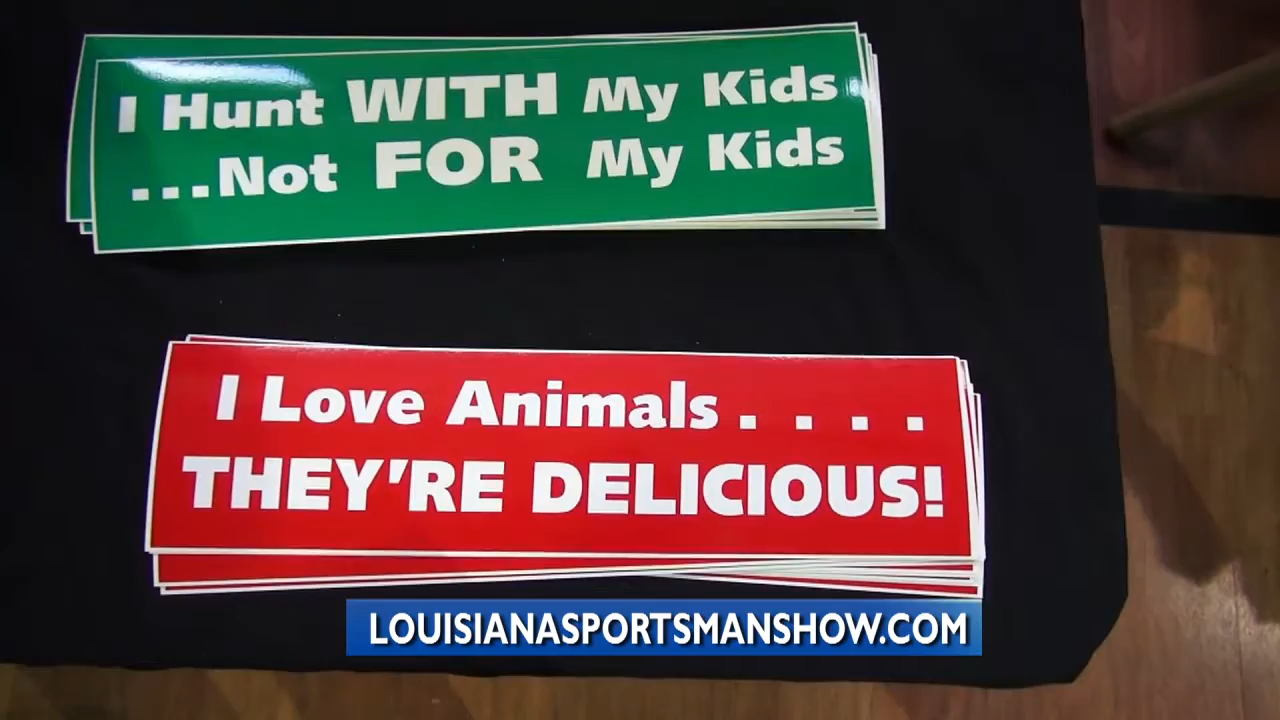 I Hunt WITH My Kids
...Not FOR My Kids
I Love Animals . . . .
THEY'RE DELICIOUS!
LOUISIANASPORTSMANSHOW.COM